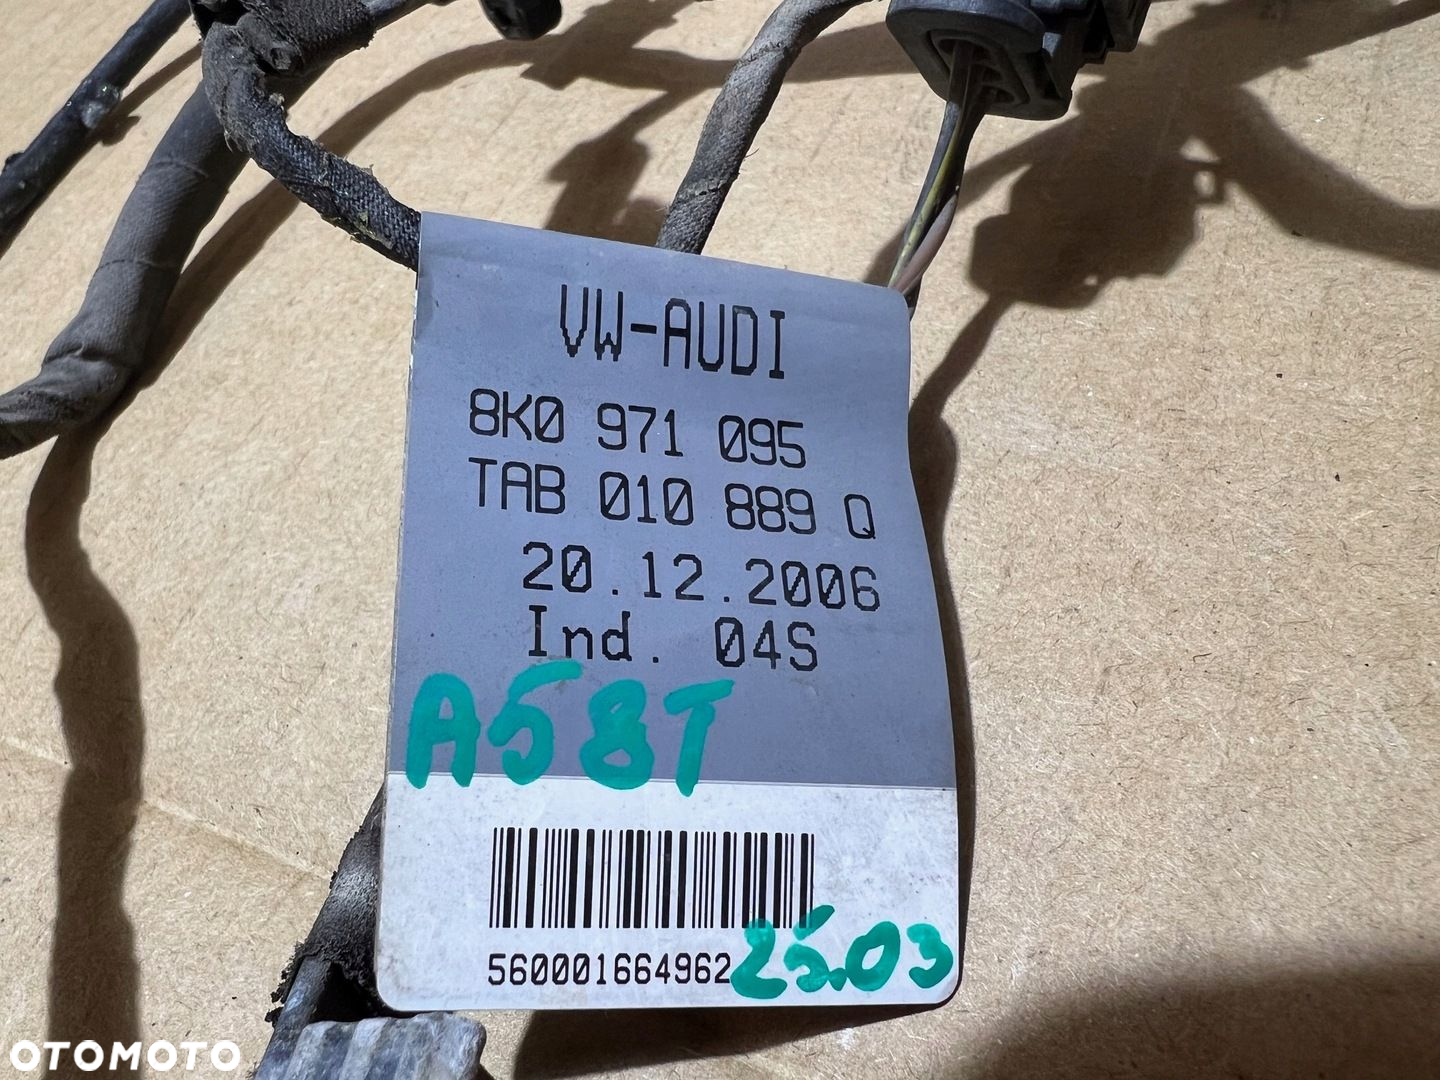 VW-AUDI
8K0 971 095
TAB 010 889 Q
20.12.2006
Ind. 04S
A58T
560001664962
25.03
OTOMOTO